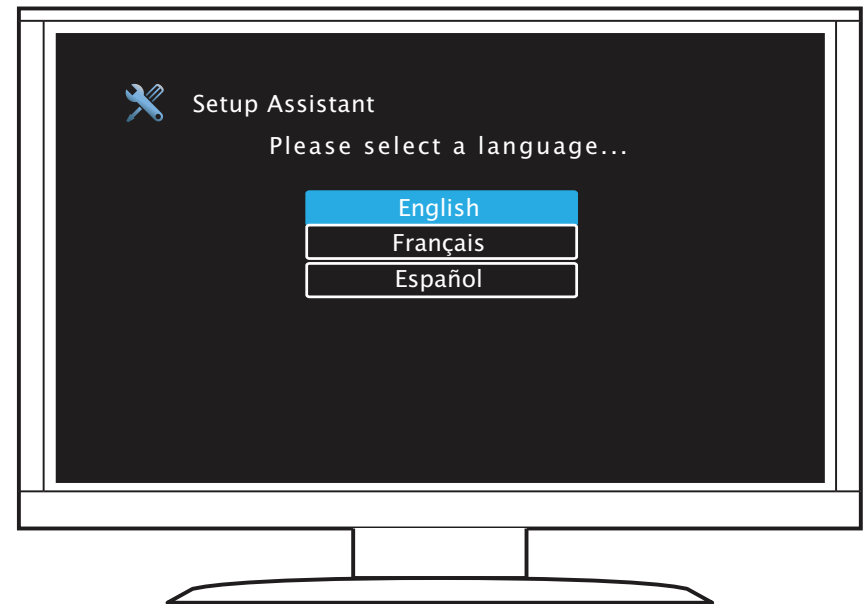 Setup Assistant
Please select a language...
English
Français
Español